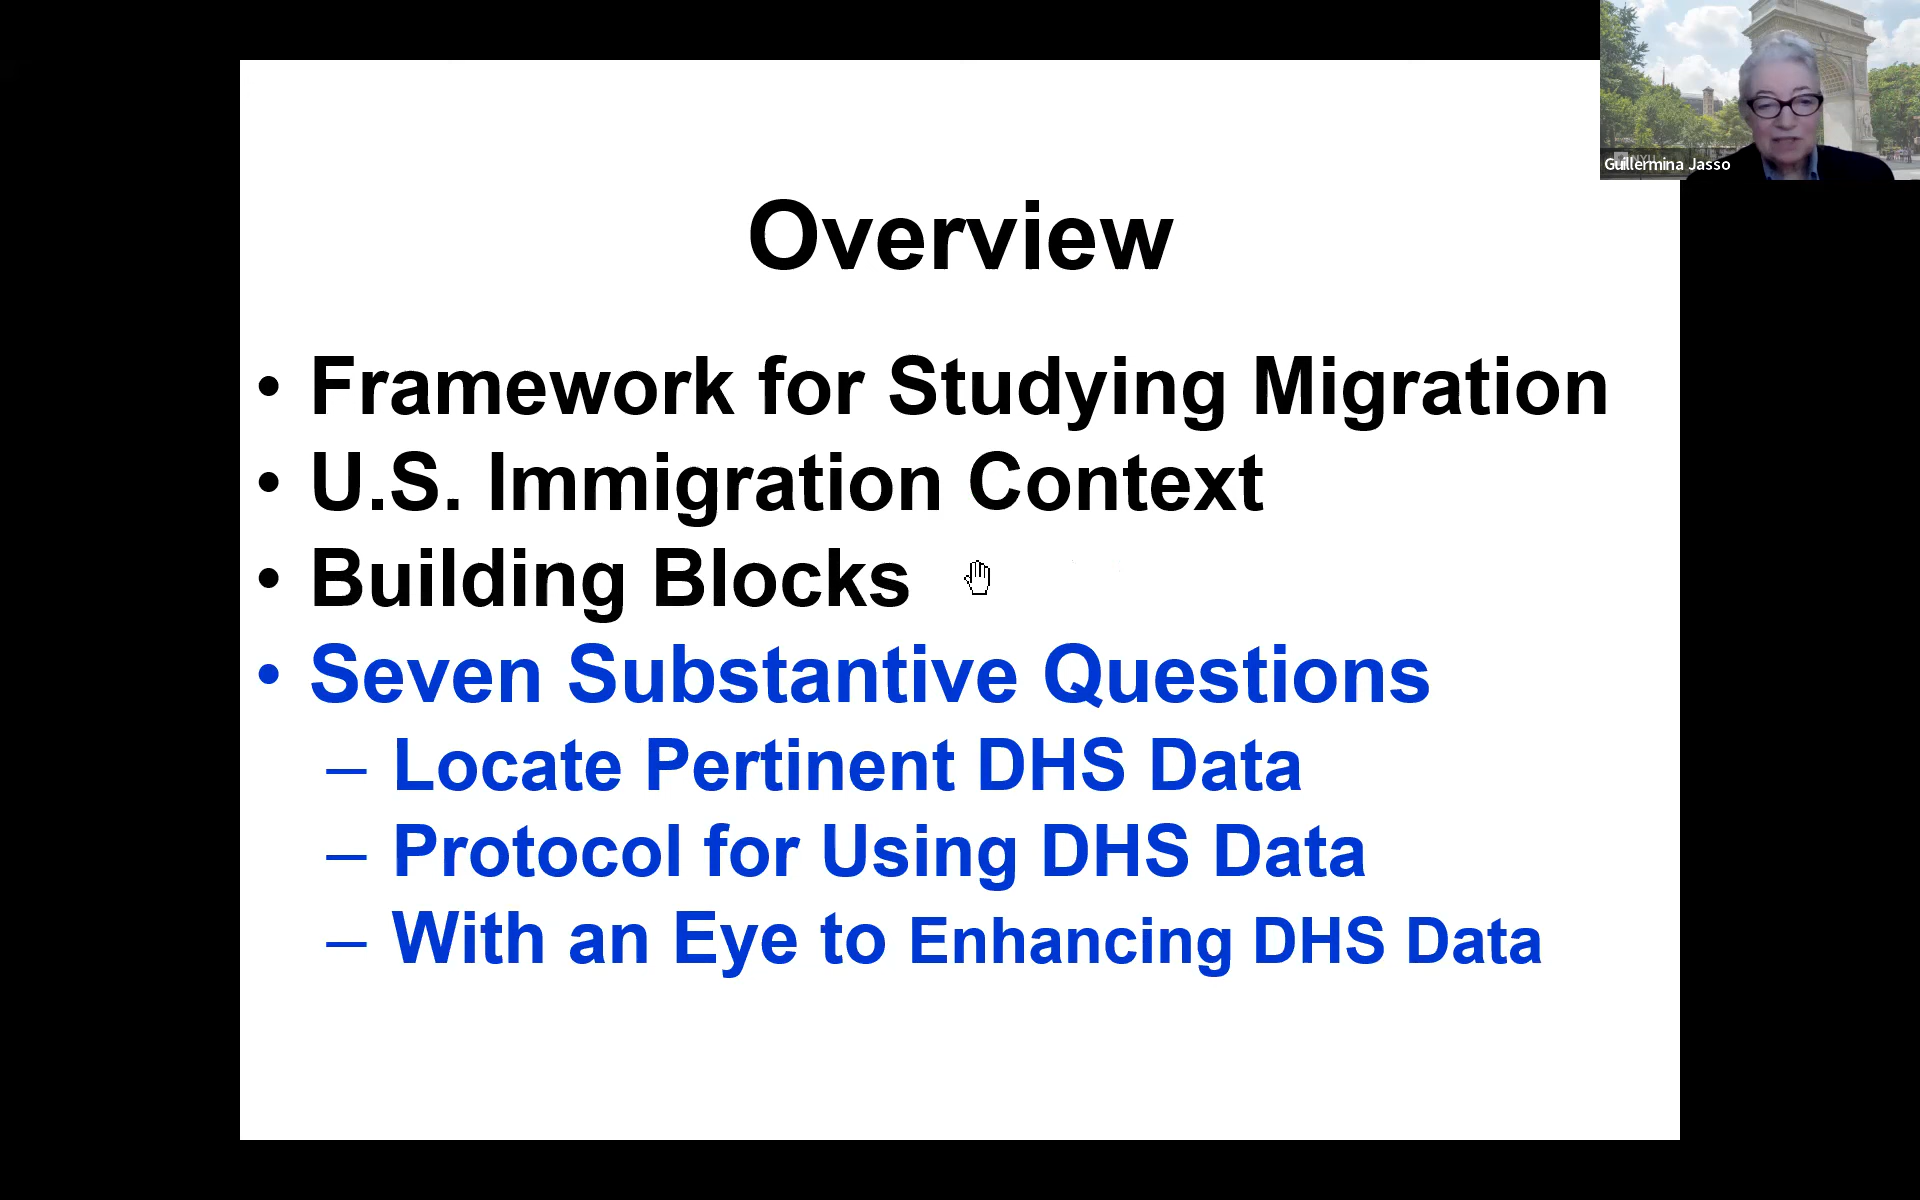 Guillermina Jasso
Overview
• Framework for Studying Migration
• U.S. Immigration Context
• Building Blocks
• Seven Substantive Questions
– Locate Pertinent DHS Data
– Protocol for Using DHS Data
– With an Eye to Enhancing DHS Data